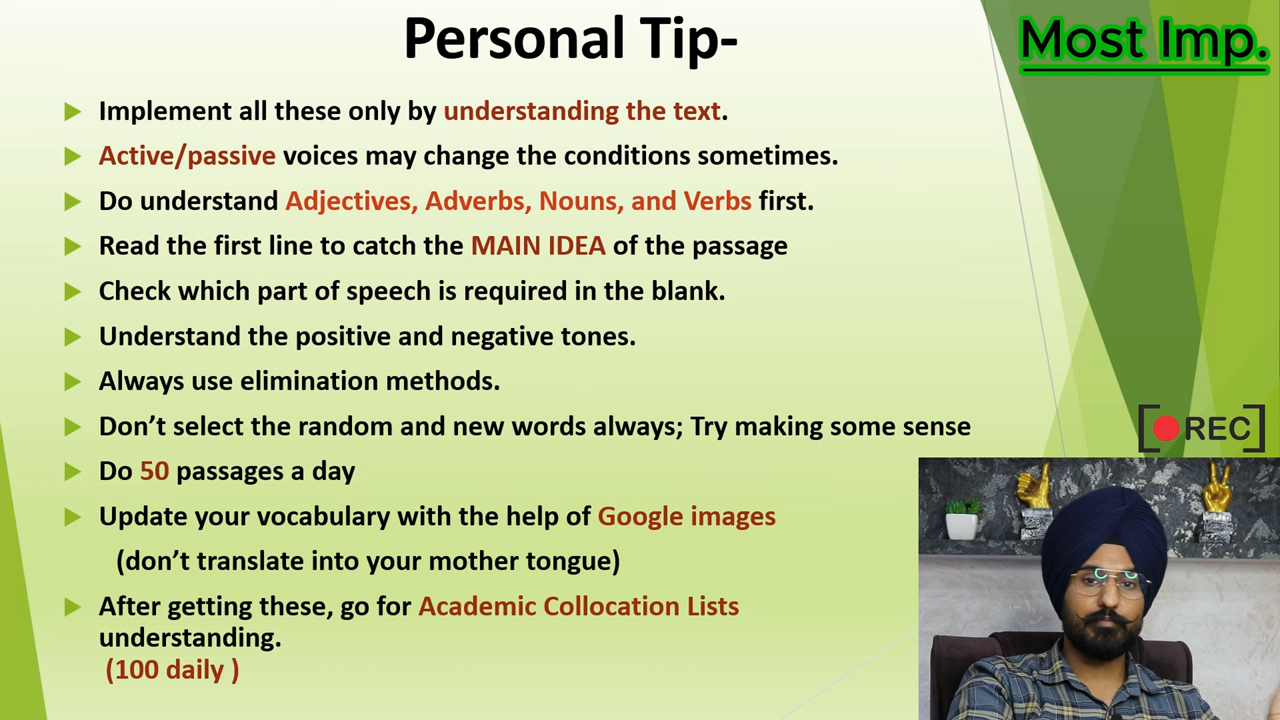 Personal Tip-
Most Imp.
Implement all these only by understanding the text.
Active/passive voices may change the conditions sometimes.
Do understand Adjectives, Adverbs, Nouns, and Verbs first.
Read the first line to catch the MAIN IDEA of the passage
Check which part of speech is required in the blank.
Understand the positive and negative tones.
Always use elimination methods.
Don’t select the random and new words always; Try making some sense
Do 50 passages a day
Update your vocabulary with the help of Google images
(don’t translate into your mother tongue)
After getting these, go for Academic Collocation Lists
understanding.
(100 daily )
REC